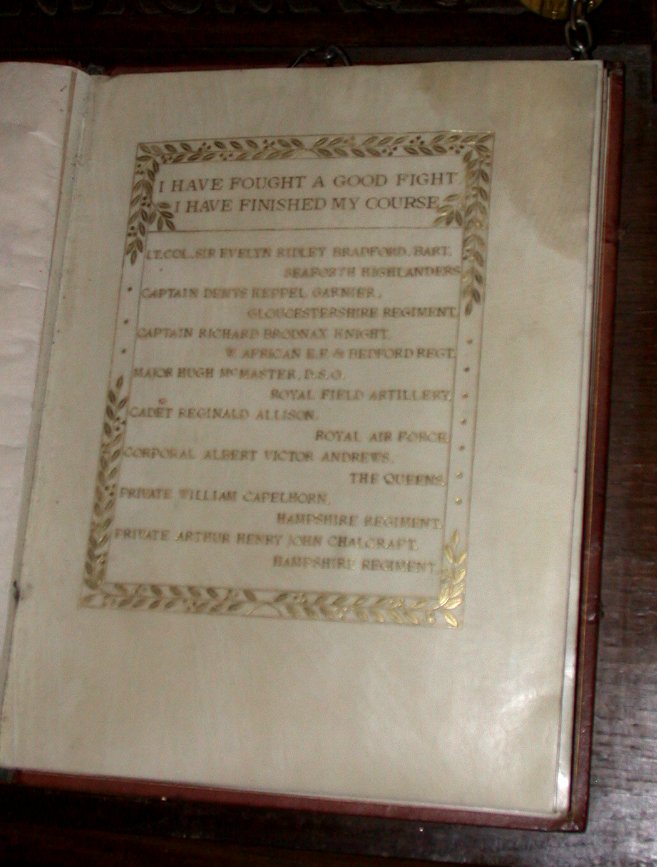 I HAVE FOUGHT A GOOD FIGHT
I HAVE FINISHED MY COURSE
LT. COL. SIR EVELYN RIDLEY BRADFORD, BART.
SEAFORTH HIGHLANDERS
CAPTAIN DENYS KEPPEL GARNIER,
GLOUCESTERSHIRE REGIMENT,
CAPTAIN RICHARD BRODNAX KNIGHT,
W. AFRICAN F.F. & BEDFORD REGT.
MAJOR HUGH McMASTER, D.S.O.
ROYAL FIELD ARTILLERY,
CADET REGINALD ALLISON,
ROYAL AIR FORCE,
CORPORAL ALBERT VICTOR ANDREWS,
THE QUEENS,
PRIVATE WILLIAM CAPELHORN,
HAMPSHIRE REGIMENT,
PRIVATE ARTHUR HENRY JOHN CHALCRAFT,
HAMPSHIRE REGIMENT,